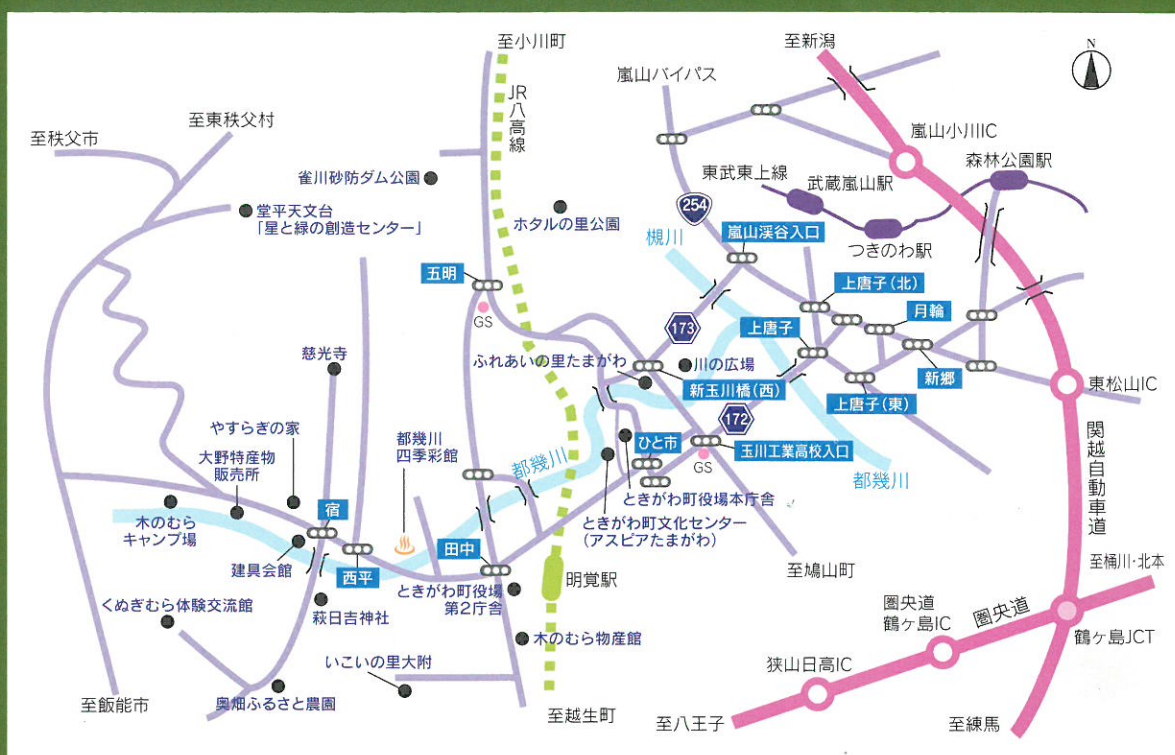 至小川町
至新潟
N
嵐山バイパス
JR八高線
至東秩父村
至秩父市
嵐山小川IC
森林公園駅
東武東上線
武蔵嵐山駅
雀川砂防ダム公園
254
堂平天文台
「星と緑の創造センター」
ホタルの里公園
つきのわ駅
槻川
嵐山渓谷入口
五明
上唐子(北)
月輪
GS
173
上唐子
慈光寺
ふれあいの里たまがわ
川の広場
新玉川橋(西)
新郷
上唐子(東)
東松山IC
やすらぎの家
172
大野特産物
販売所
都幾川
四季彩館
都幾川
ひと市
玉川工業高校入口
GS
関越自動車道
ときがわ町役場本庁舎
都幾川
木のむら
キャンプ場
宿
ときがわ町文化センター
(アスピアたまがわ)
建具会館
西平
田中
明覚駅
至鳩山町
至桶川・北本
ときがわ町役場
第2庁舎
くぬぎむら体験交流館
萩日吉神社
圏央道
鶴ヶ島IC
圏央道
木のむら物産館
鶴ヶ島JCT
いこいの里大附
狭山日高IC
至飯能市
奥畑ふるさと農園
至越生町
至八王子
至練馬